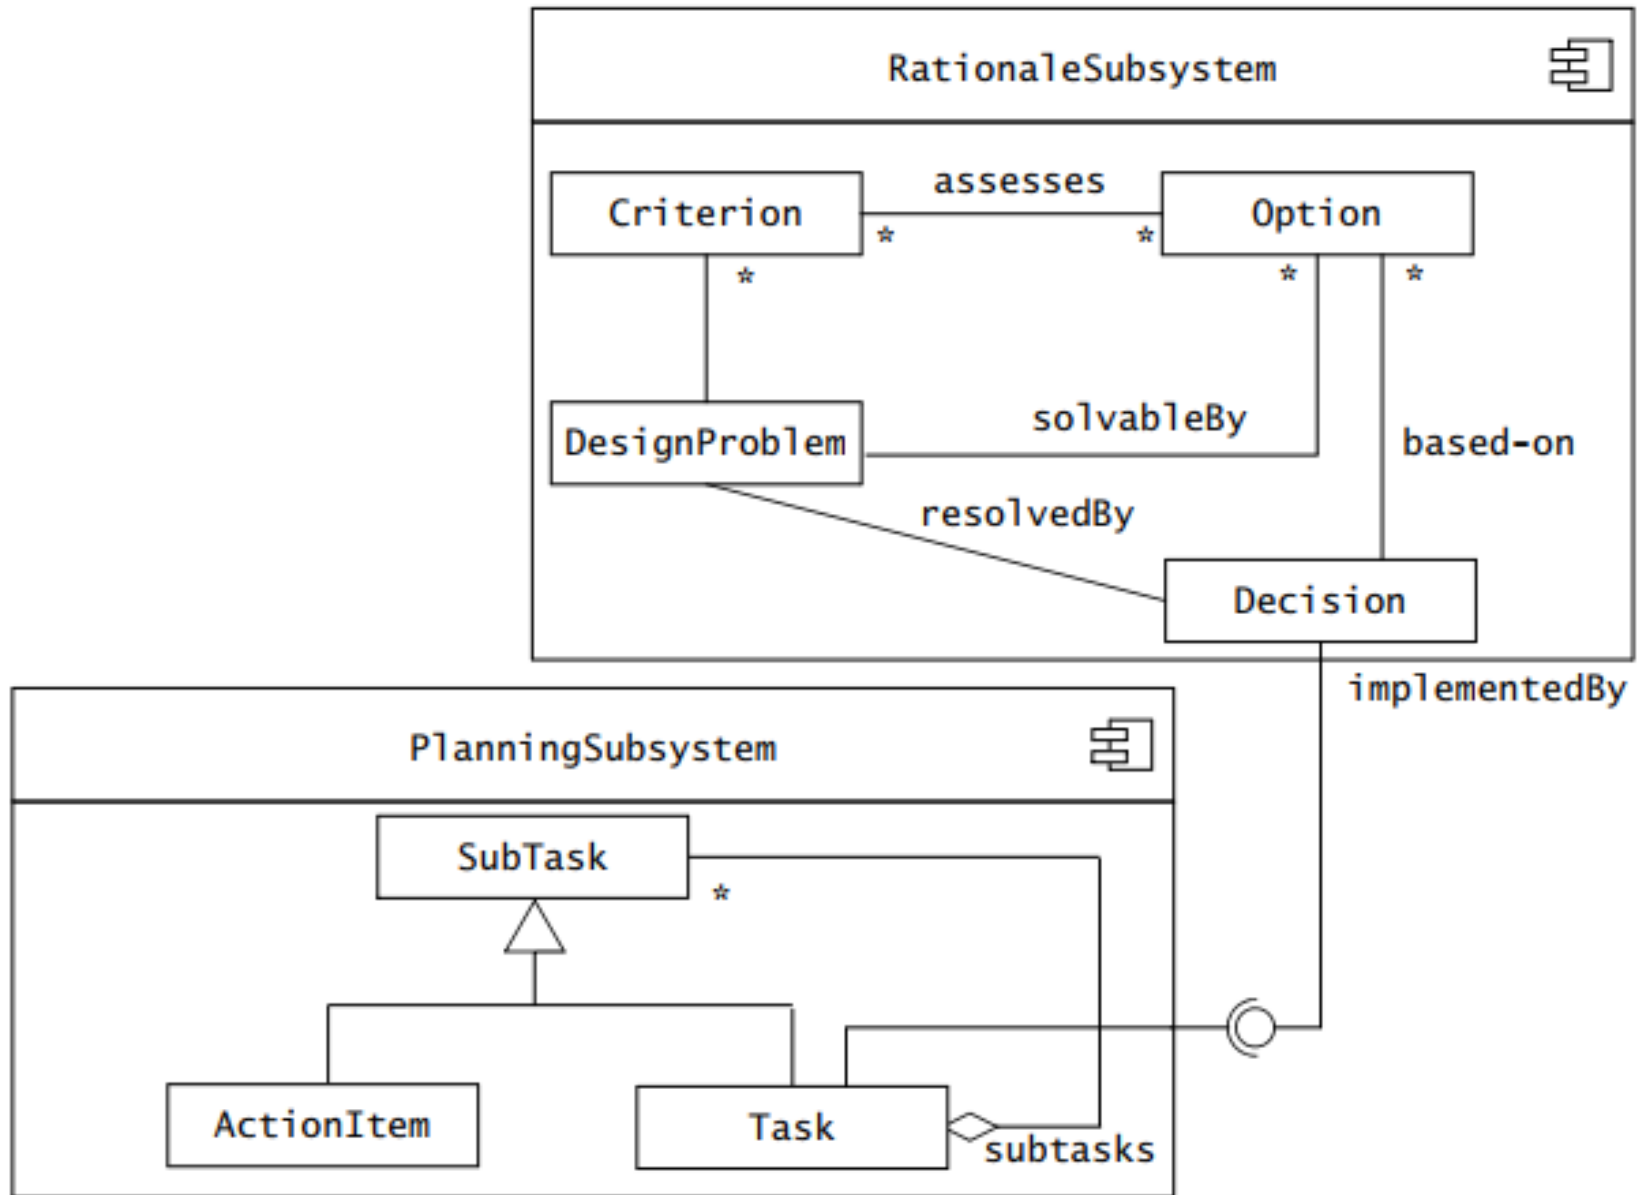 RationaleSubsystem
assesses
Criterion
Option
*
*
*
*
*
solvableBy
DesignProblem
based-on
resolvedBy
Decision
implementedBy
PlanningSubsystem
SubTask
*
ActionItem
Task
subtasks